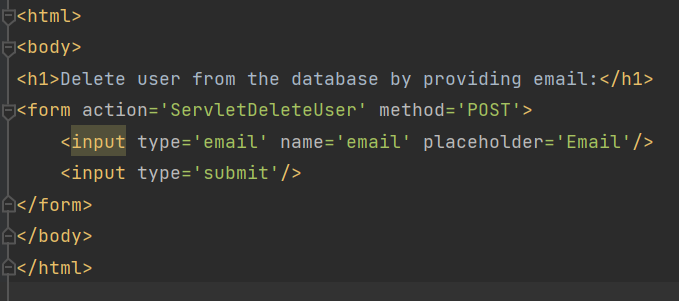 <html>
<body>
<h1>Delete user from the database by providing email:</h1>
<form action='ServletDeleteUser' method='POST'>
    <input type='email' name='email' placeholder='Email'/>
    <input type='submit'/>
</form>
</body>
</html>